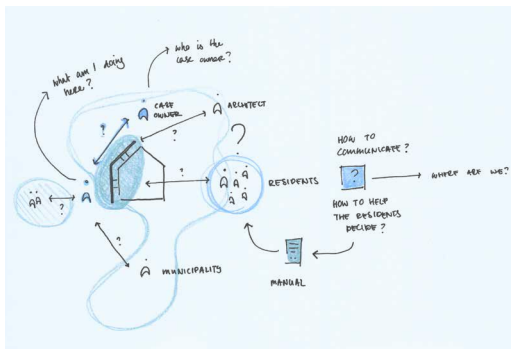 who is the
case owner?
what am I doing
here?
CASE
OWNER
ARCHITECT
?
?
?
?
HOW TO
COMMUNICATE?
?
WHERE ARE WE?
RESIDENTS
?
HOW TO HELP
THE RESIDENTS
DECIDE?
?
MUNICIPALITY
MANUAL